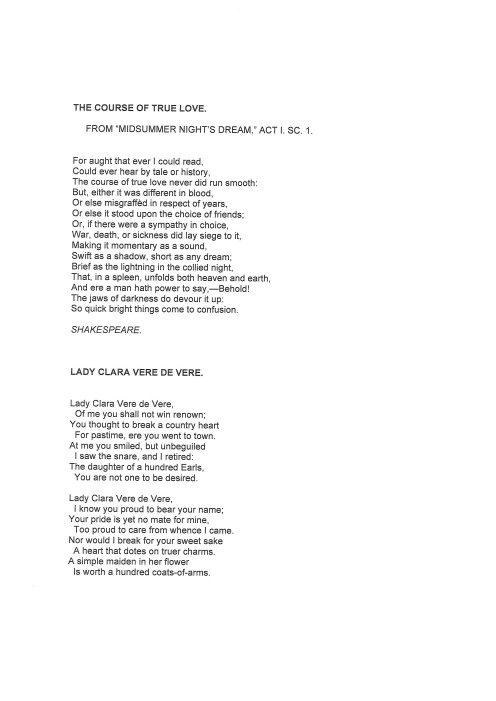 THE COURSE OF TRUE LOVE.
FROM "MIDSUMMER NIGHT'S DREAM," ACT I. SC. 1.
For aught that ever I could read,
Could ever hear by tale or history,
The course of true love never did run smooth:
But, either it was different in blood,
Or else misgraffèd in respect of years,
Or else it stood upon the choice of friends;
Or, if there were a sympathy in choice,
War, death, or sickness did lay siege to it,
Making it momentary as a sound,
Swift as a shadow, short as any dream;
Brief as the lightning in the collied night,
That, in a spleen, unfolds both heaven and earth,
And ere a man hath power to say,—Behold!
The jaws of darkness do devour it up:
So quick bright things come to confusion.
SHAKESPEARE.
LADY CLARA VERE DE VERE.
Lady Clara Vere de Vere,
Of me you shall not win renown;
You thought to break a country heart
For pastime, ere you went to town.
At me you smiled, but unbeguiled
I saw the snare, and I retired:
The daughter of a hundred Earls,
You are not one to be desired.
Lady Clara Vere de Vere,
I know you proud to bear your name;
Your pride is yet no mate for mine,
Too proud to care from whence I came.
Nor would I break for your sweet sake
A heart that dotes on truer charms.
A simple maiden in her flower
Is worth a hundred coats-of-arms.